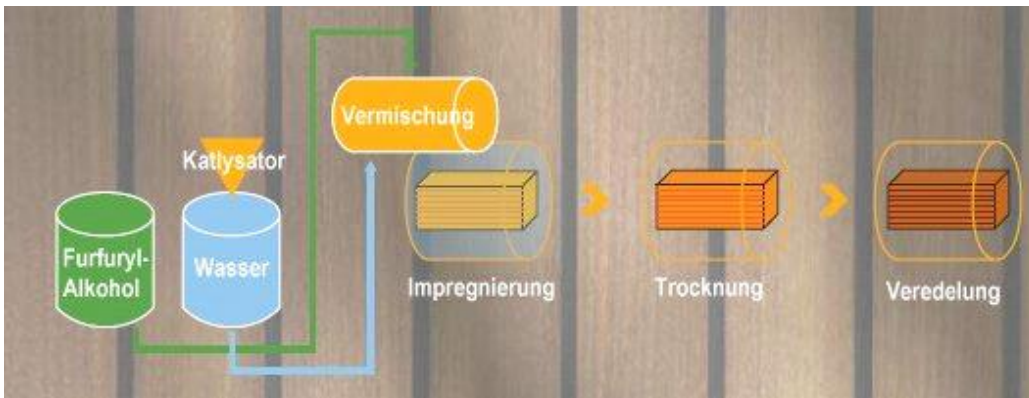 Vermischung
Katlysator
Furfuryl-
Alkohol
Wasser
Impregnierung
Trocknung
Veredelung